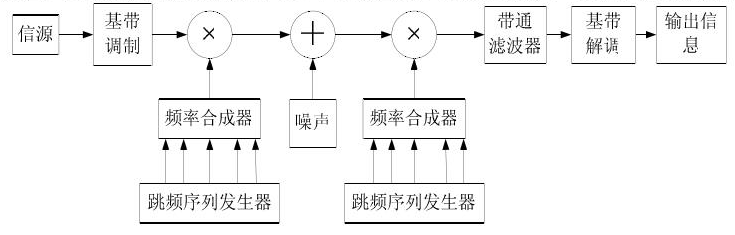 信源
基带
调制
×
+
×
带通
滤波器
基带
解调
输出信
息
频率合成器
噪声
频率合成器
跳频序列发生器
跳频序列发生器